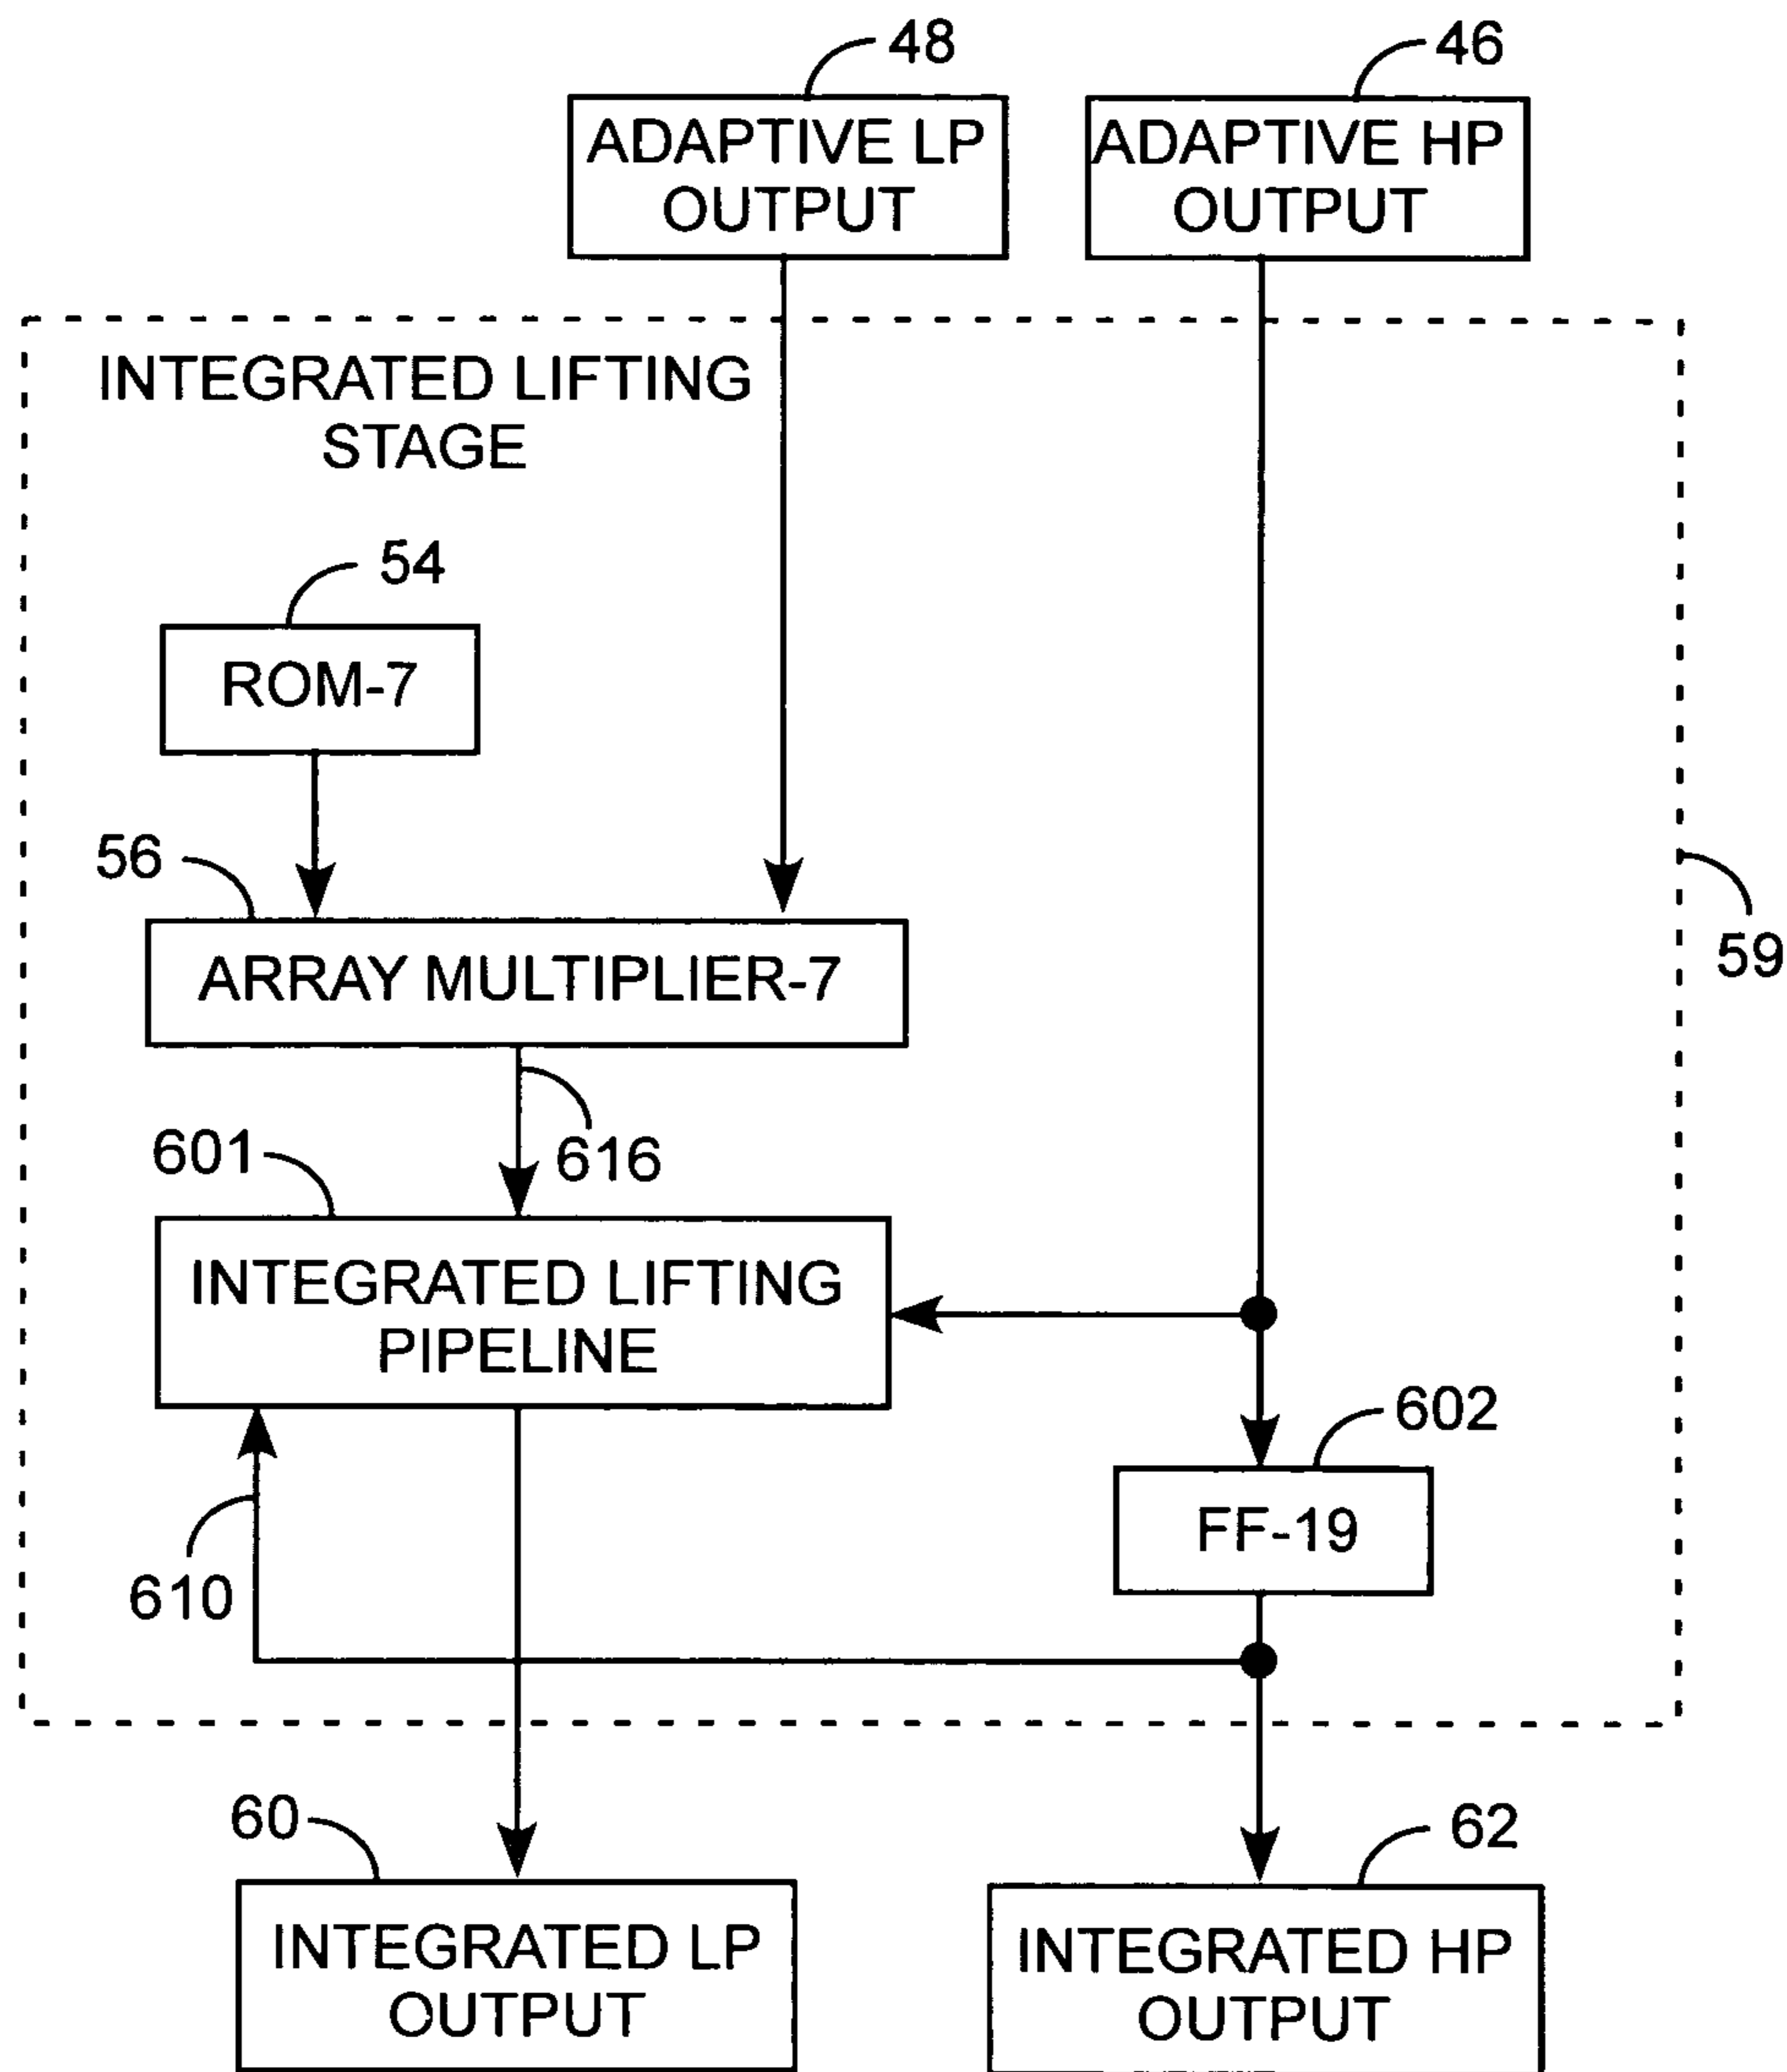 48
46
ADAPTIVE LP
OUTPUT
ADAPTIVE HP
OUTPUT
INTEGRATED LIFTING
STAGE
54
ROM-7
56
59
ARRAY MULTIPLIER-7
601
616
INTEGRATED LIFTING
PIPELINE
602
FF-19
610
60
62
INTEGRATED LP
OUTPUT
INTEGRATED HP
OUTPUT